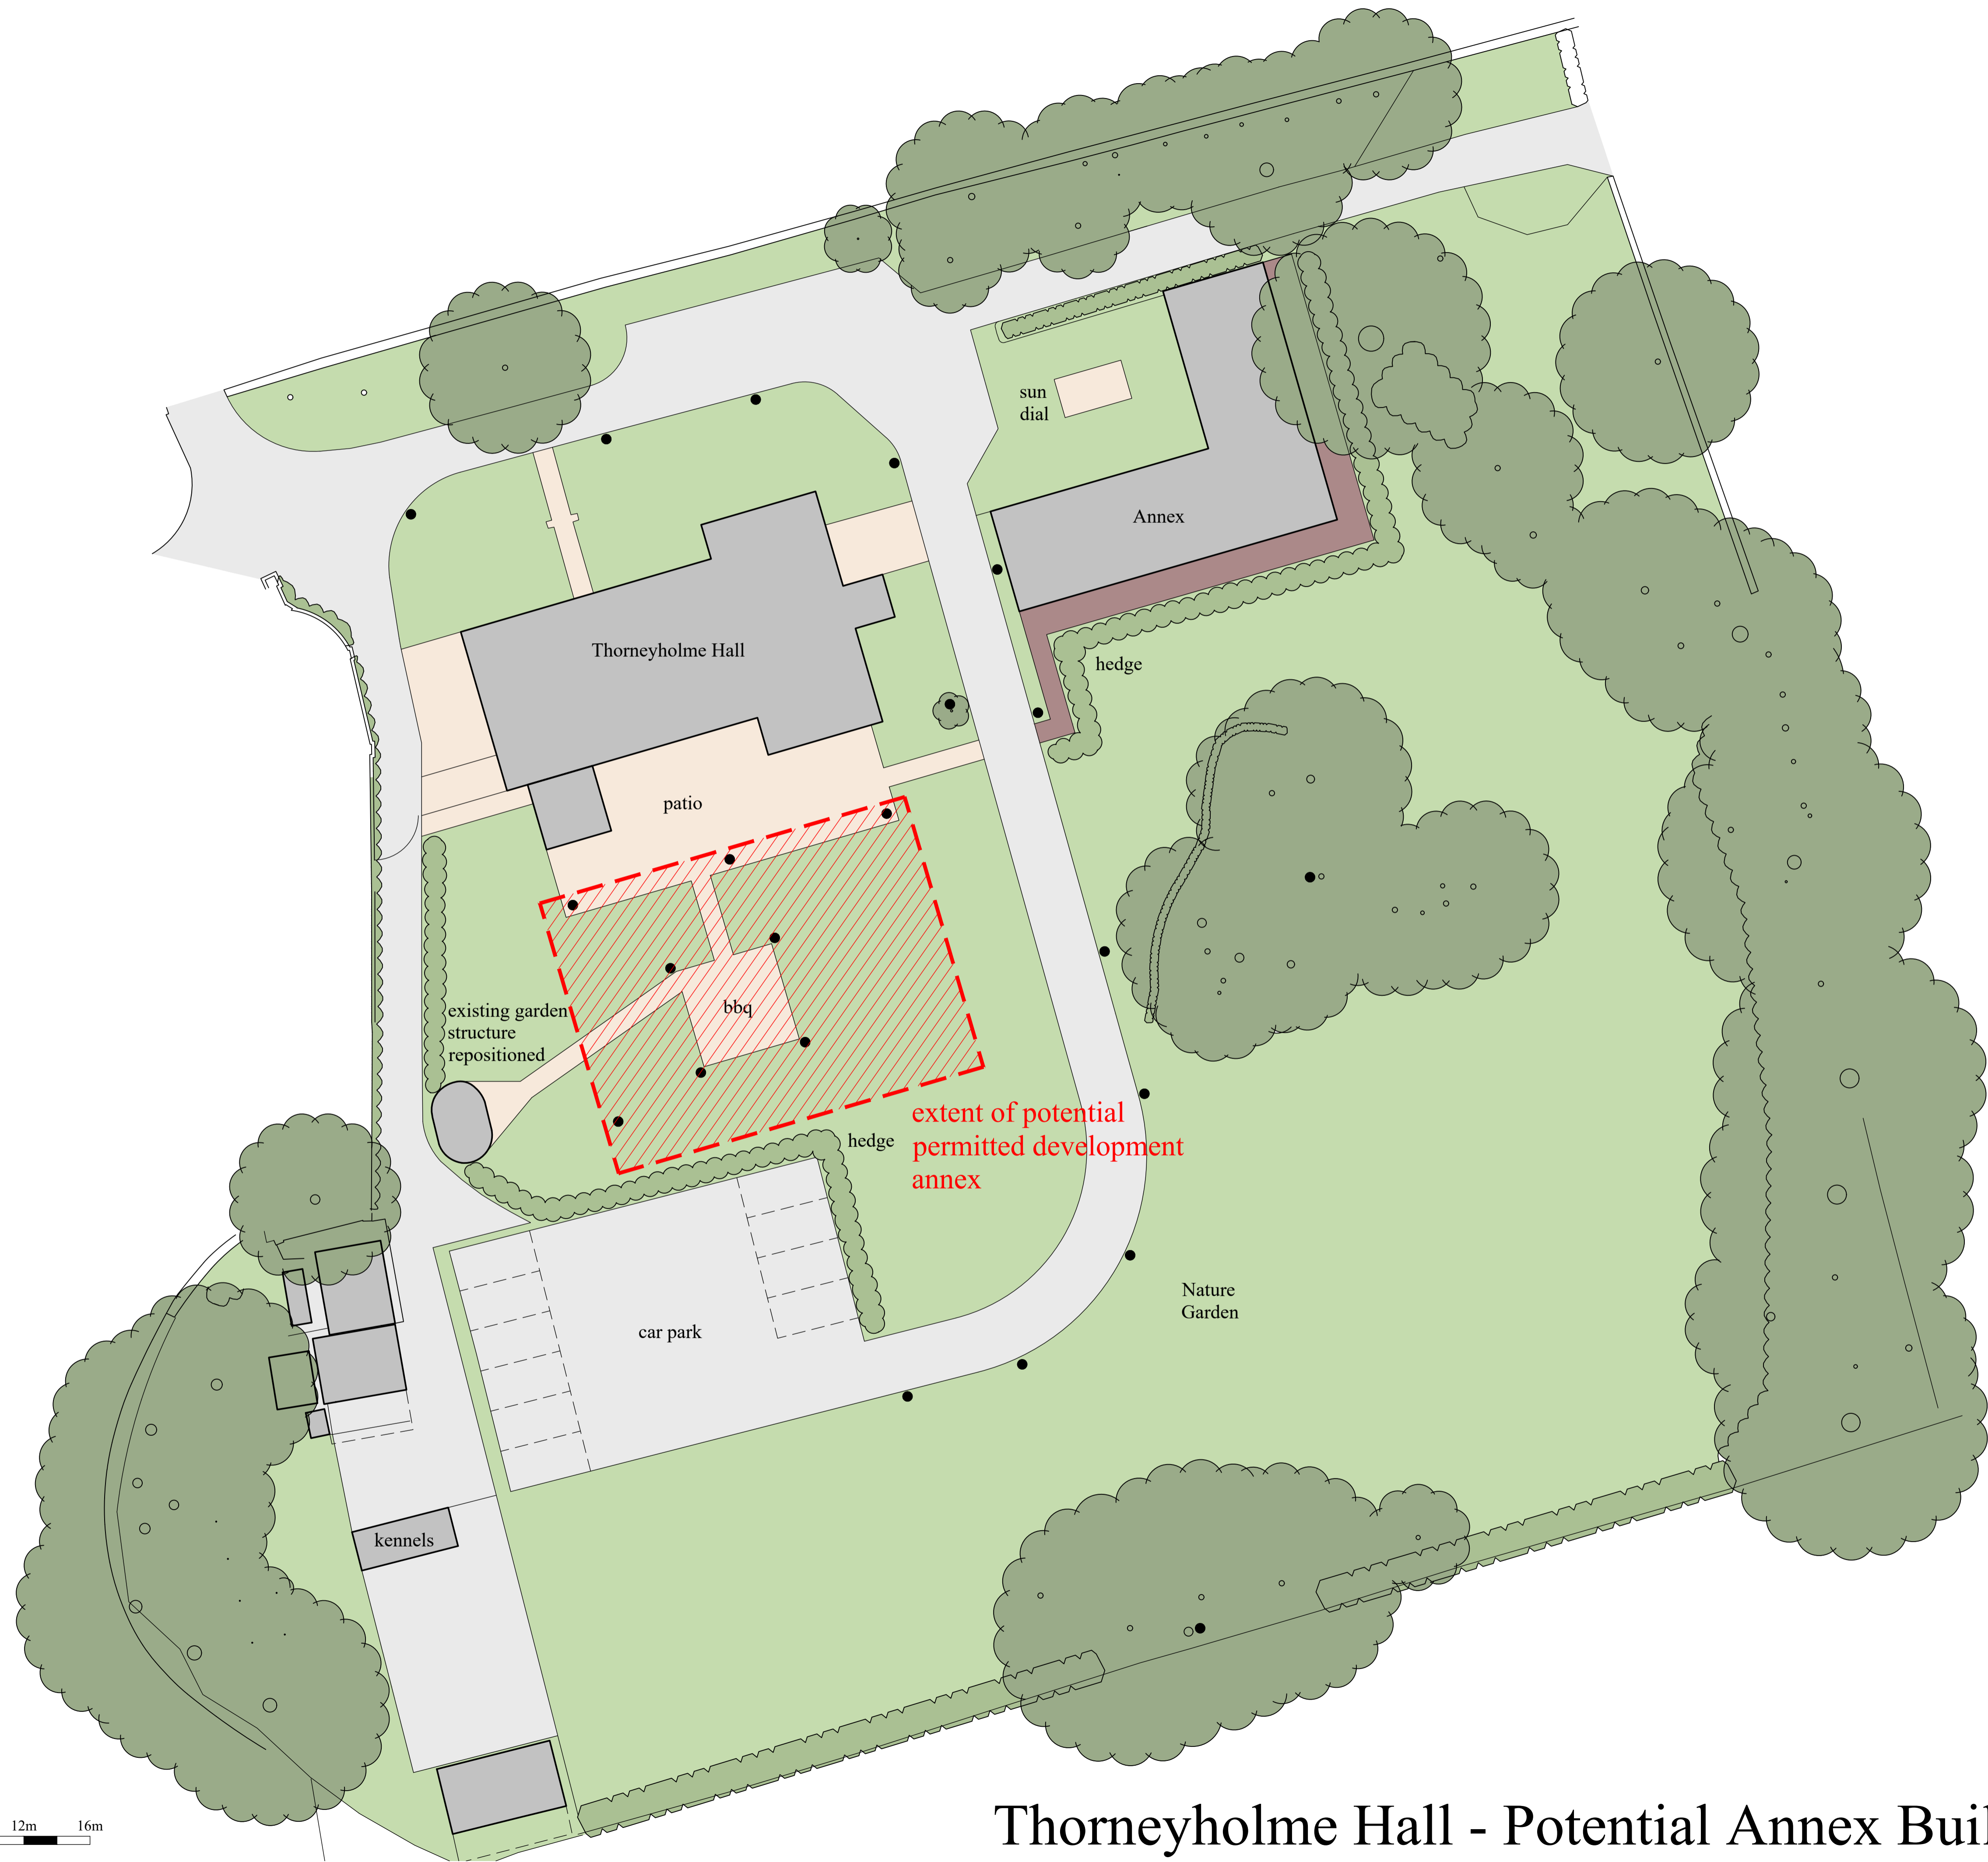 sun
dial
Annex
Thorneyholme Hall
hedge
patio
existing garden
structure
repositioned
bbq
extent of potential
permitted development
annex
hedge
Nature
Garden
car park
kennels
12m 16m
Thorneyholme Hall - Potential Annex Buil